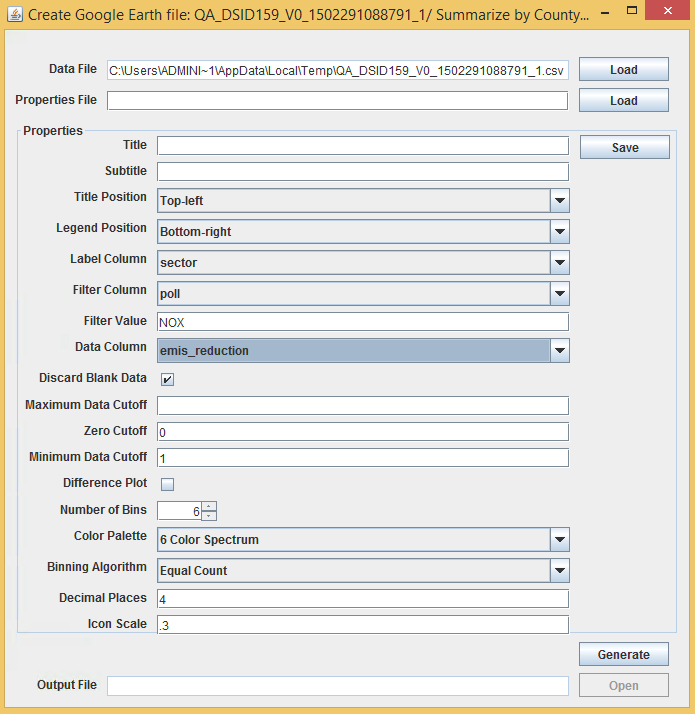 Create Google Earth file: QA_DSID159_V0_1502291088791_1/ Summarize by County...
Data File C:\Users\ADMINI~1\AppData\Local\Temp\QA_DSID159_V0_1502291088791_1.csv Load
Properties File Load
Properties
Title Save
Subtitle
Title Position Top-left
Legend Position Bottom-right
Label Column sector
Filter Column poll
Filter Value NOX
Data Column emis_reduction
Discard Blank Data
Maximum Data Cutoff
Zero Cutoff 0
Minimum Data Cutoff 1
Difference Plot
Number of Bins 6
Color Palette 6 Color Spectrum
Binning Algorithm Equal Count
Decimal Places 4
Icon Scale .3
Generate
Output File Open